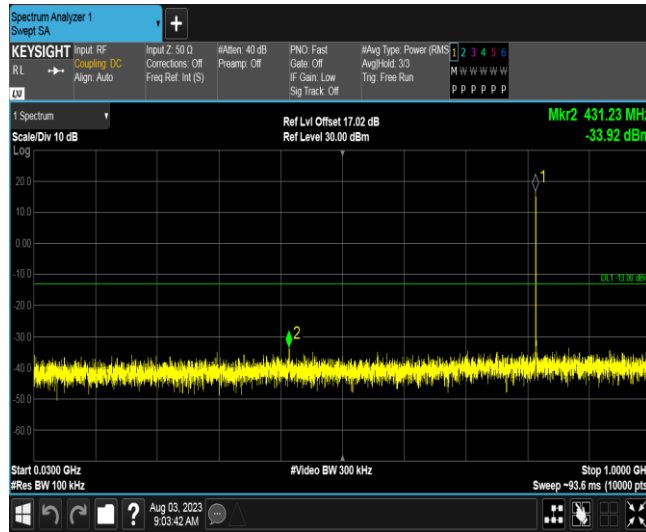 Spectrum Analyzer 1
Swept SA
+
KEYSIGHT Input: RF Input Z: 50 Ω #Atten: 40 dB PNO: Fast #Avg Type: Power (RMS 1 2 3 4 5 6
RL Coupling: DC Corrections: Off Preamp: Off Gate: Off Avg|Hold: 3/3 M W W W W W
Align: Auto Freq Ref: Int (S) IF Gain: Low Trig: Free Run
LXI Sig Track: Off P P P P P P
1 Spectrum Ref Lvl Offset 17.02 dB Mkr2 431.23 MHz
Scale/Div 10 dB Ref Level 30.00 dBm -33.92 dBm
Log
20.0 1
0.00
-10.0 DL1 -13.00 dBm
-20.0
-30.0 2
-40.0
-50.0
-60.0
Start 0.0300 GHz #Video BW 300 kHz Stop 1.0000 GHz
#Res BW 100 kHz Sweep ~93.6 ms (10000 pts
? Aug 03, 2023
9:03:42 AM